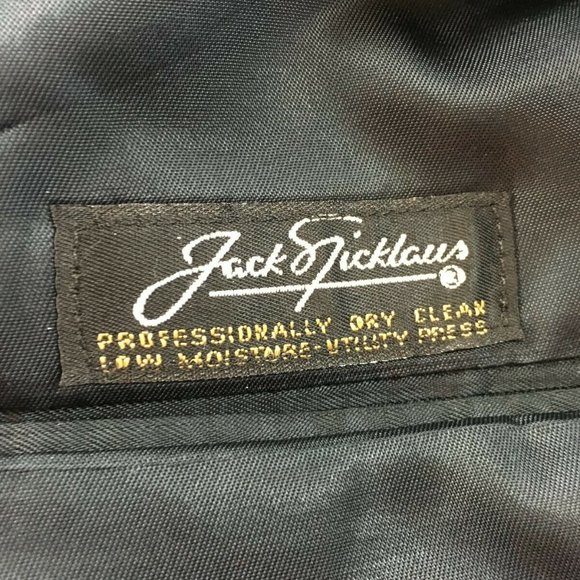 Jack Nicklaus ®
PROFESSIONALLY DRY CLEAN
LOW MOISTURE-UTILITY PRESS